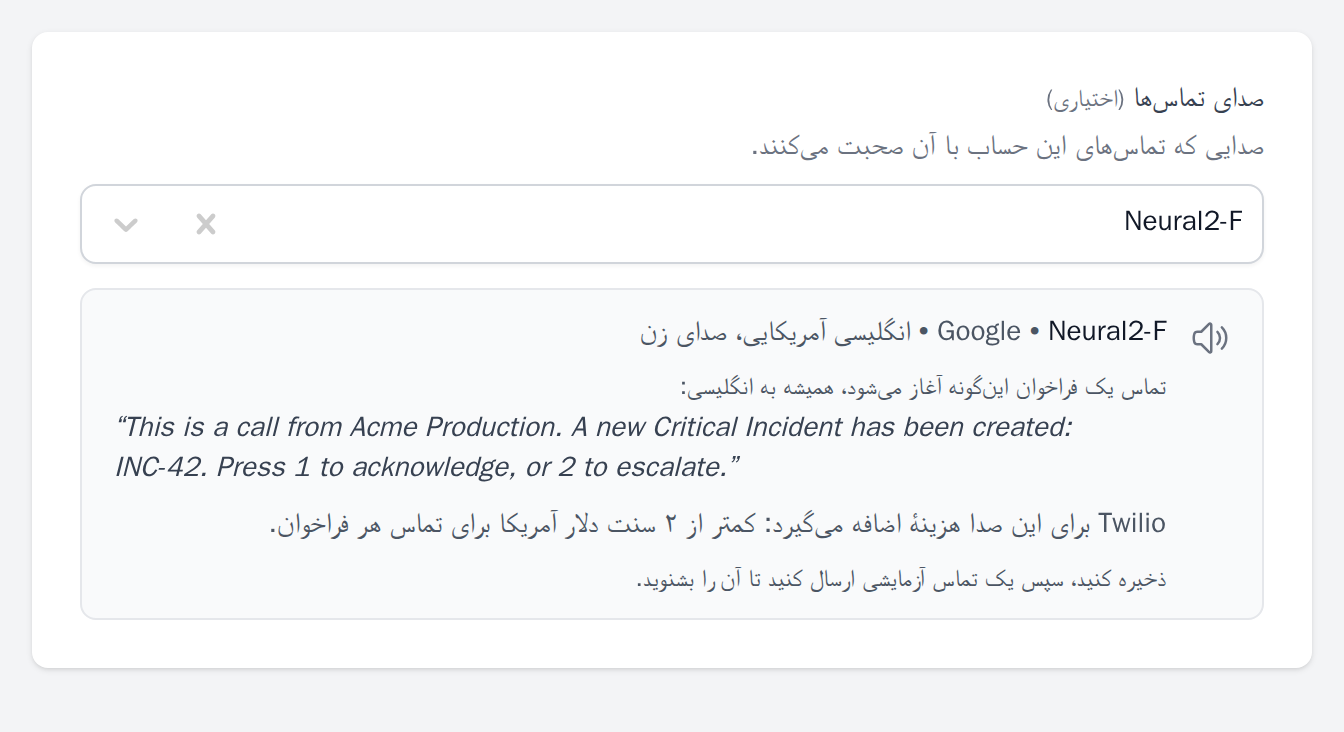 صدای تماس‌ها (اختیاری)
صدایی که تماس‌های این حساب با آن صحبت می‌کنند.
Neural2-F
Neural2-F • Google • انگلیسی آمریکایی، صدای زن
تماس یک فراخوان این‌گونه آغاز می‌شود، همیشه به انگلیسی:
“This is a call from Acme Production. A new Critical Incident has been created:
INC-42. Press 1 to acknowledge, or 2 to escalate.”
Twilio برای این صدا هزینهٔ اضافه می‌گیرد: کمتر از ۲ سنت دلار آمریکا برای تماس هر فراخوان.
ذخیره کنید، سپس یک تماس آزمایشی ارسال کنید تا آن را بشنوید.